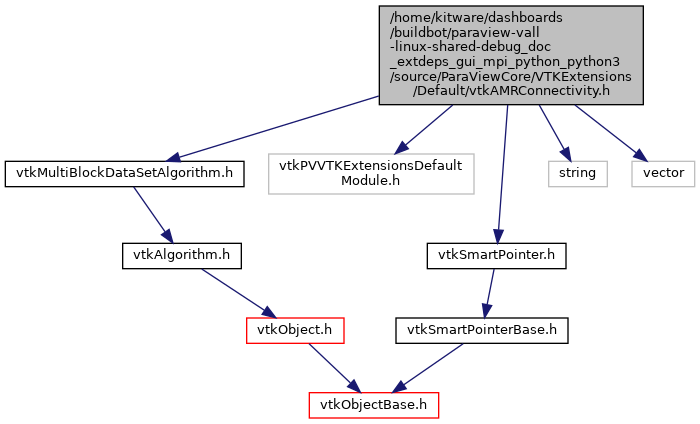 /home/kitware/dashboards
/buildbot/paraview-vall
-linux-shared-debug_doc
_extdeps_gui_mpi_python_python3
/source/ParaViewCore/VTKExtensions
/Default/vtkAMRConnectivity.h
vtkMultiBlockDataSetAlgorithm.h
vtkPVVTKExtensionsDefault
Module.h
string
vector
vtkAlgorithm.h
vtkSmartPointer.h
vtkObject.h
vtkSmartPointerBase.h
vtkObjectBase.h